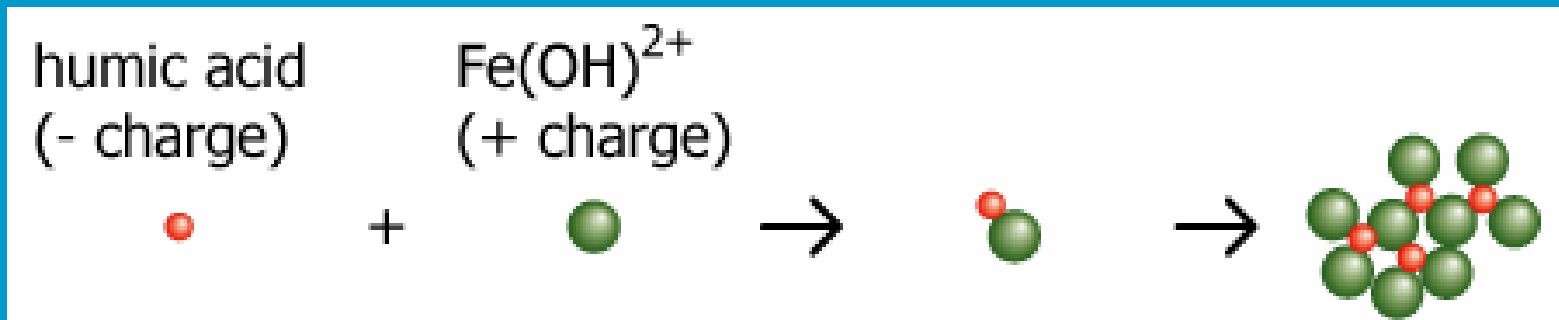 humic acid
(- charge)
Fe(OH)²⁺
(+ charge)
+
→
→